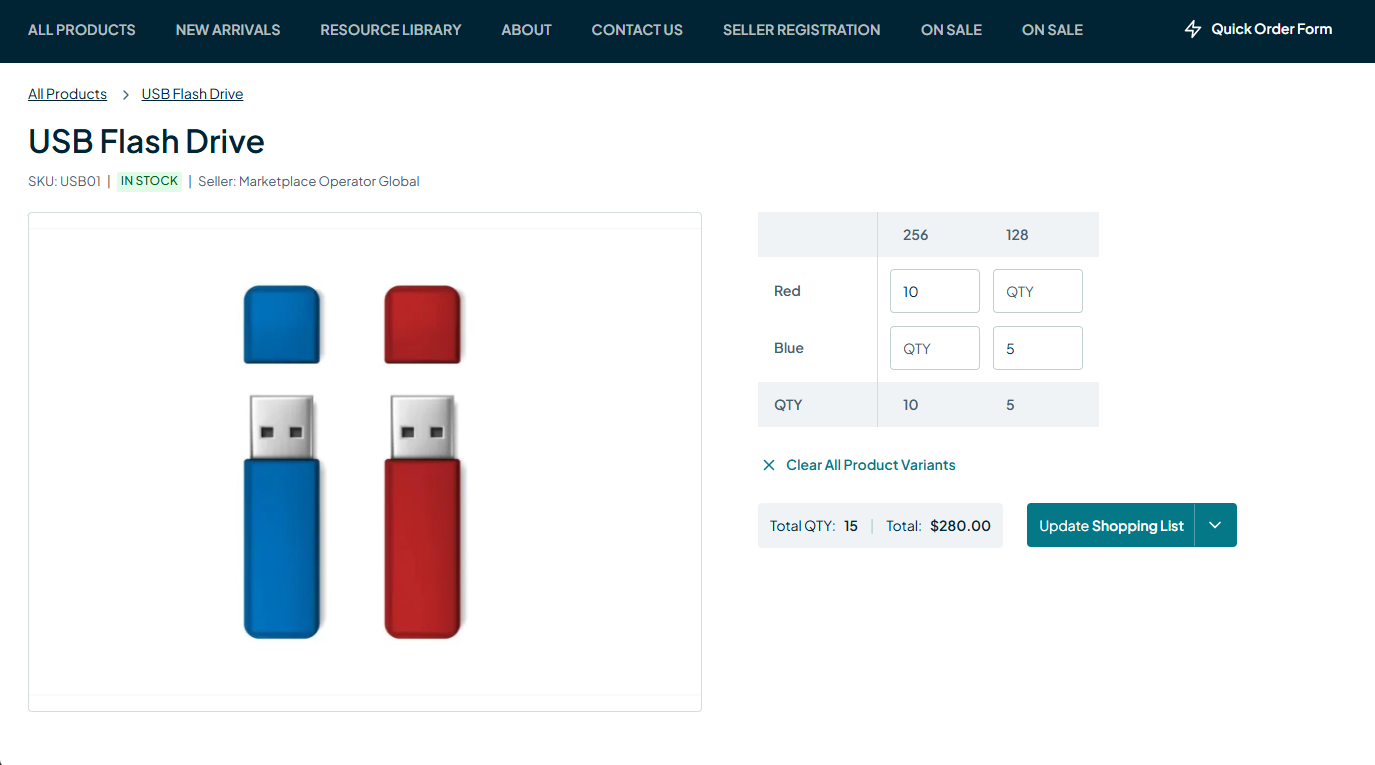 ALL PRODUCTS NEW ARRIVALS RESOURCE LIBRARY ABOUT CONTACT US SELLER REGISTRATION ON SALE ON SALE Quick Order Form
All Products > USB Flash Drive
USB Flash Drive
SKU: USB01 | IN STOCK | Seller: Marketplace Operator Global
256 128
Red 10 QTY
Blue QTY 5
QTY 10 5
Clear All Product Variants
Total QTY: 15 | Total: $280.00 Update Shopping List